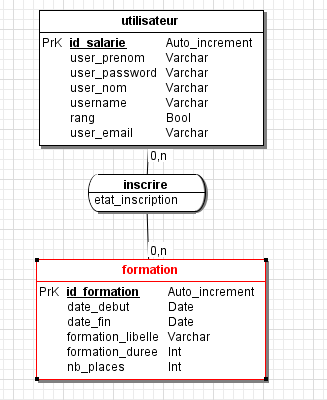 utilisateur
PrK id_salarie Auto_increment
user_prenom Varchar
user_password Varchar
user_nom Varchar
username Varchar
rang Bool
user_email Varchar
0,n
inscrire
etat_inscription
0,n
formation
PrK id_formation Auto_increment
date_debut Date
date_fin Date
formation_libelle Varchar
formation_duree Int
nb_places Int